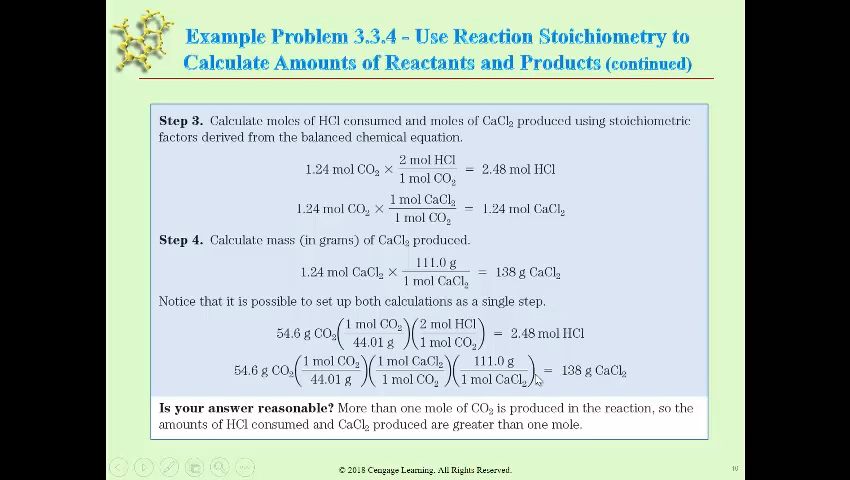 Example Problem 3.3.4 - Use Reaction Stoichiometry to
Calculate Amounts of Reactants and Products (continued)
Step 3. Calculate moles of HCl consumed and moles of CaCl₂ produced using stoichiometric
factors derived from the balanced chemical equation.
1.24 mol CO₂ × 2 mol HCl / 1 mol CO₂ = 2.48 mol HCl
1.24 mol CO₂ × 1 mol CaCl₂ / 1 mol CO₂ = 1.24 mol CaCl₂
Step 4. Calculate mass (in grams) of CaCl₂ produced.
1.24 mol CaCl₂ × 111.0 g / 1 mol CaCl₂ = 138 g CaCl₂
Notice that it is possible to set up both calculations as a single step.
54.6 g CO₂(1 mol CO₂ / 44.01 g)(2 mol HCl / 1 mol CO₂) = 2.48 mol HCl
54.6 g CO₂(1 mol CO₂ / 44.01 g)(1 mol CaCl₂ / 1 mol CO₂)(111.0 g / 1 mol CaCl₂) = 138 g CaCl₂
Is your answer reasonable? More than one mole of CO₂ is produced in the reaction, so the
amounts of HCl consumed and CaCl₂ produced are greater than one mole.
© 2018 Cengage Learning. All Rights Reserved.
10